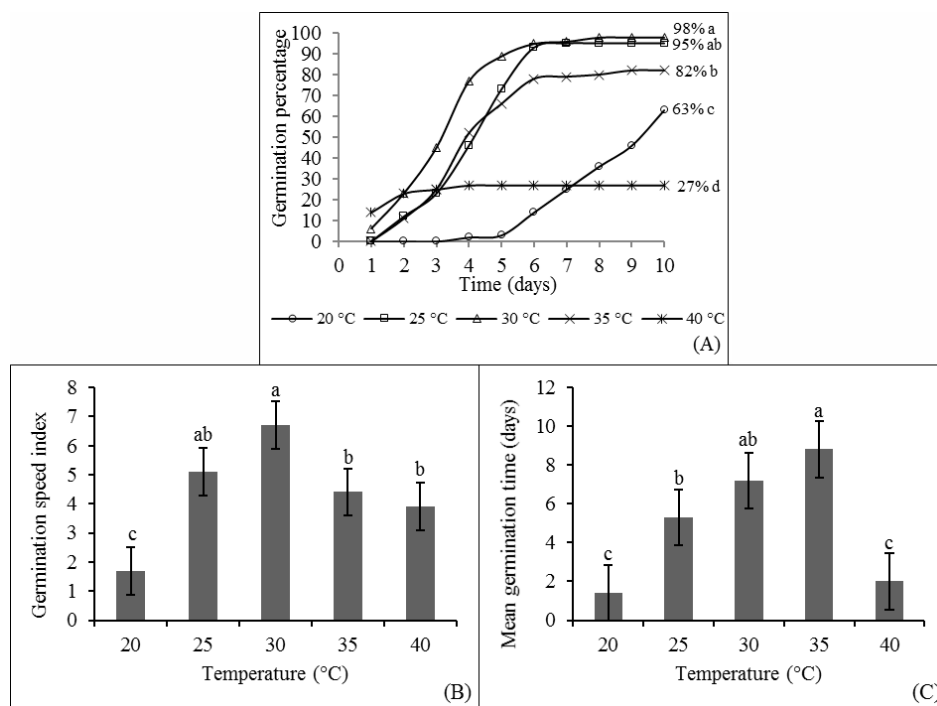 Germination percentage
100
90
80
70
60
50
40
30
20
10
0
98% a
95% ab
82% b
63% c
27% d
0 1 2 3 4 5 6 7 8 9 10
Time (days)
20 °C 25 °C 30 °C 35 °C 40 °C
(A)
Germination speed index
8
7
6
5
4
3
2
1
0
c ab a b b
20 25 30 35 40
Temperature (°C)
(B)
Mean germination time (days)
12
10
8
6
4
2
0
c b ab a c
20 25 30 35 40
Temperature (°C)
(C)